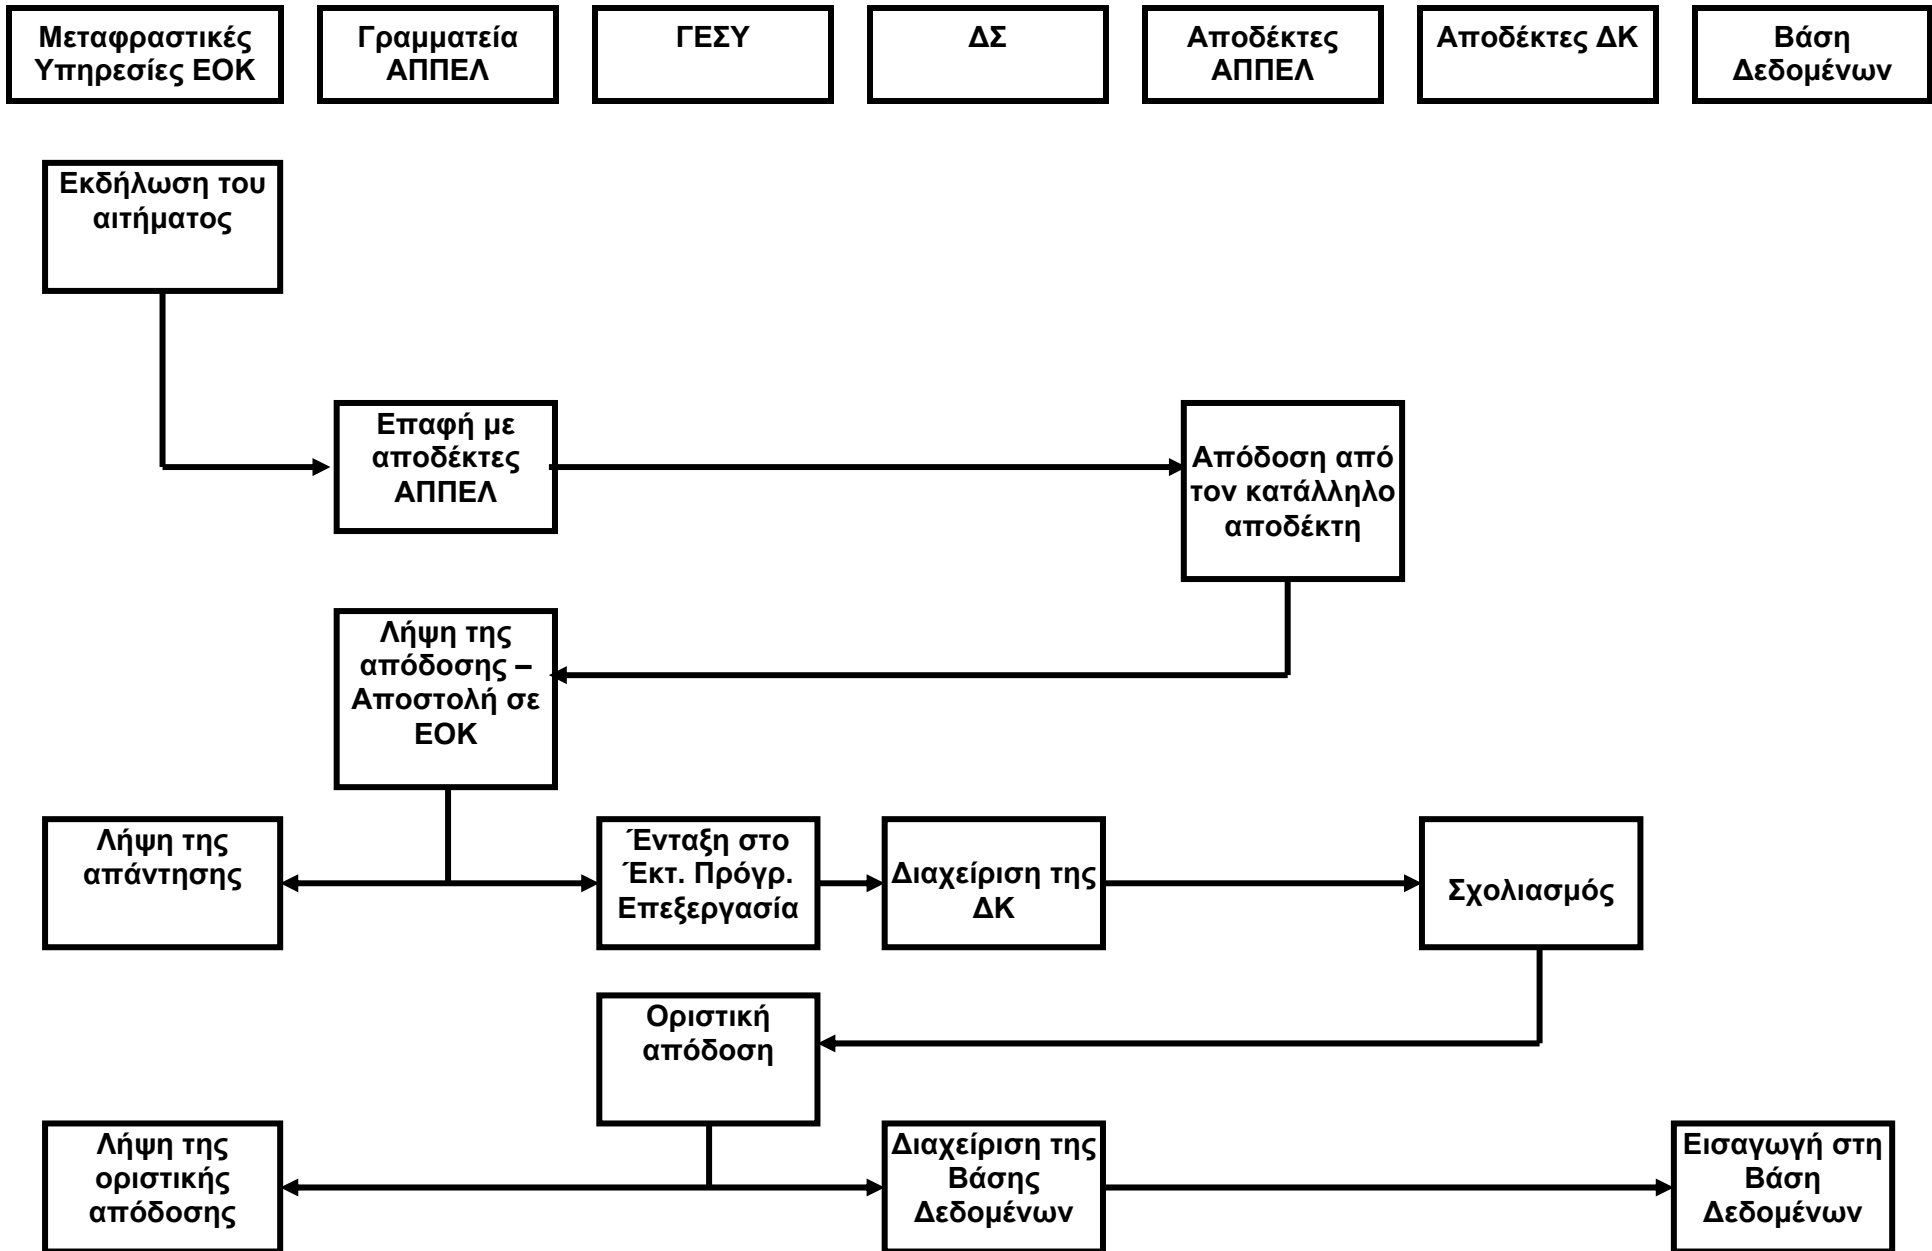 Μεταφραστικές
Υπηρεσίες ΕΟΚ
Γραμματεία
ΑΠΠΕΛ
ΓΕΣΥ
ΔΣ
Αποδέκτες
ΑΠΠΕΛ
Αποδέκτες ΔΚ
Βάση
Δεδομένων
Εκδήλωση του
αιτήματος
Επαφή με
αποδέκτες
ΑΠΠΕΛ
Απόδοση από
τον κατάλληλο
αποδέκτη
Λήψη της
απόδοσης –
Αποστολή σε
ΕΟΚ
Λήψη της
απάντησης
Ένταξη στο
Έκτ. Πρόγρ.
Επεξεργασία
Διαχείριση της
ΔΚ
Σχολιασμός
Οριστική
απόδοση
Λήψη της
οριστικής
απόδοσης
Διαχείριση της
Βάσης
Δεδομένων
Εισαγωγή στη
Βάση
Δεδομένων